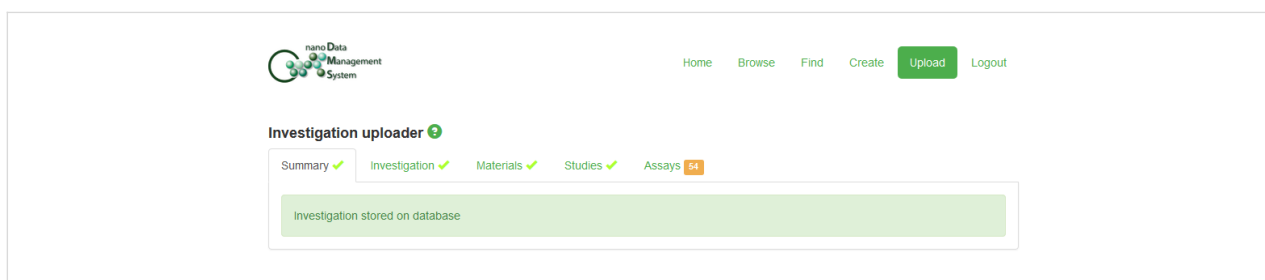 nano Data
Management
System
Home Browse Find Create Upload Logout
Investigation uploader ?
Summary Investigation Materials Studies Assays 54
Investigation stored on database